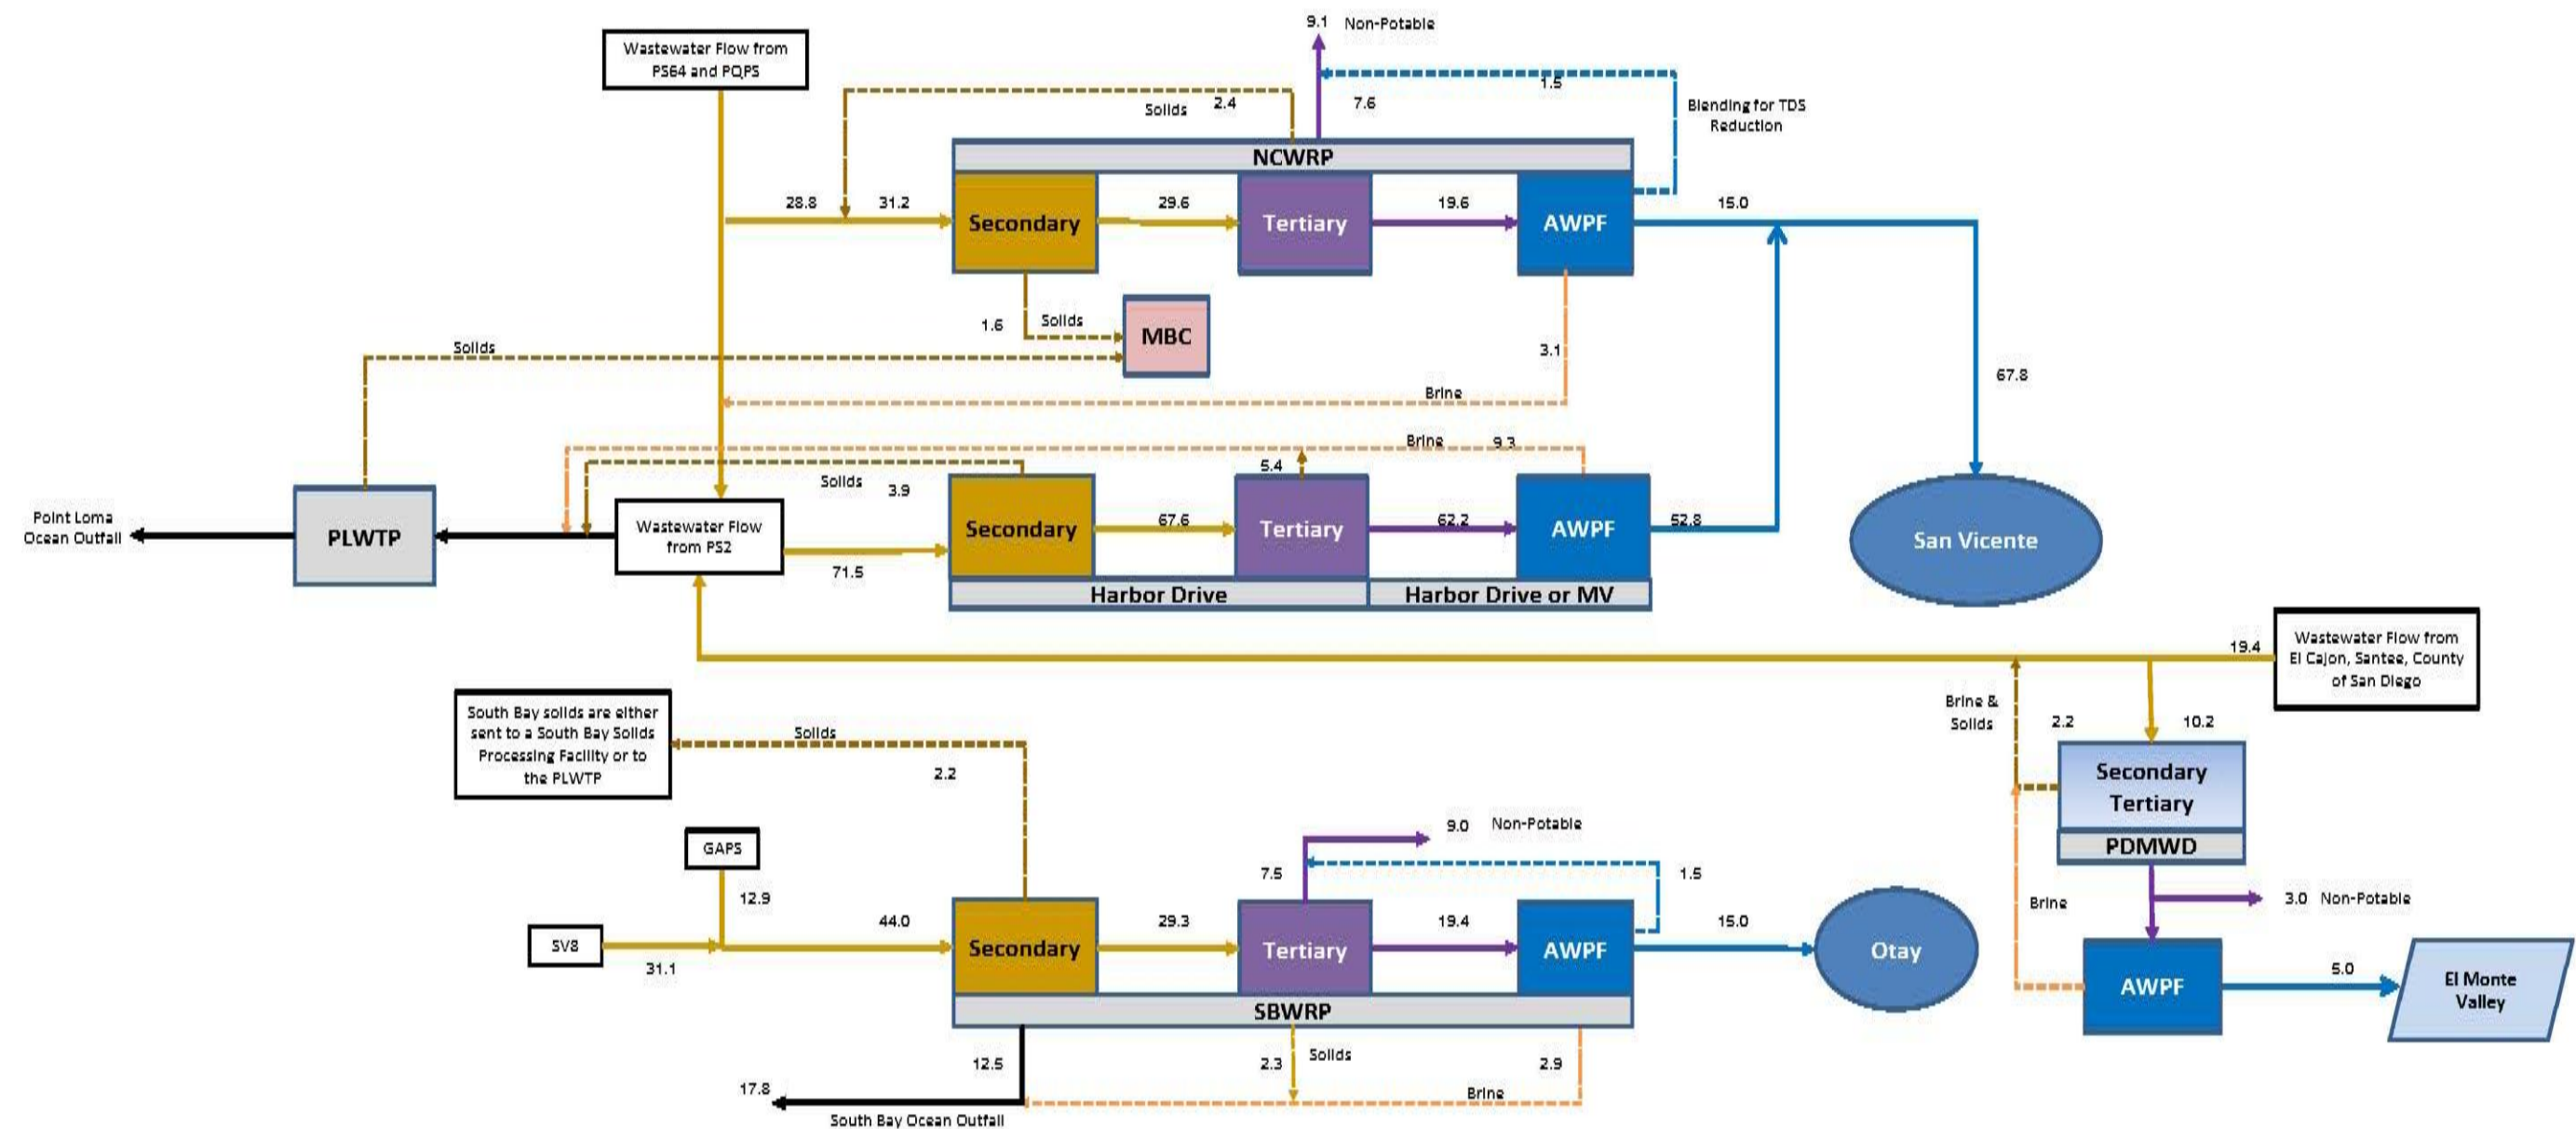 9.1 Non-Potable
Wastewater Flow from
PS64 and PQPS
1.5
Solids 2.4
7.6
Blending for TDS
Reduction
NCWRP
28.8
31.2
Secondary
29.6
Tertiary
19.6
AWPF
15.0
1.6
Solids
MBC
Solids
3.1
67.8
Brine
Brine 9.3
5.4
Solids 3.9
Point Loma
Ocean Outfall
PLWTP
Wastewater Flow
from PS2
71.5
Secondary
67.6
Tertiary
62.2
AWPF
52.8
San Vicente
Harbor Drive
Harbor Drive or MV
19.4
Wastewater Flow from
El Cajon, Santee, County
of San Diego
South Bay solids are either
sent to a South Bay Solids
Processing Facility or to
the PLWTP
Solids
2.2
Brine &
Solids
2.2
10.2
Secondary
Tertiary
PDMWD
GAPS
12.9
9.0 Non-Potable
7.5
1.5
Brine
3.0 Non-Potable
SV8
31.1
44.0
Secondary
29.3
Tertiary
19.4
AWPF
15.0
Otay
AWPF
5.0
El Monte
Valley
SBWRP
12.5
2.3
Solids
2.9
17.8
Brine
South Bay Ocean Outfall